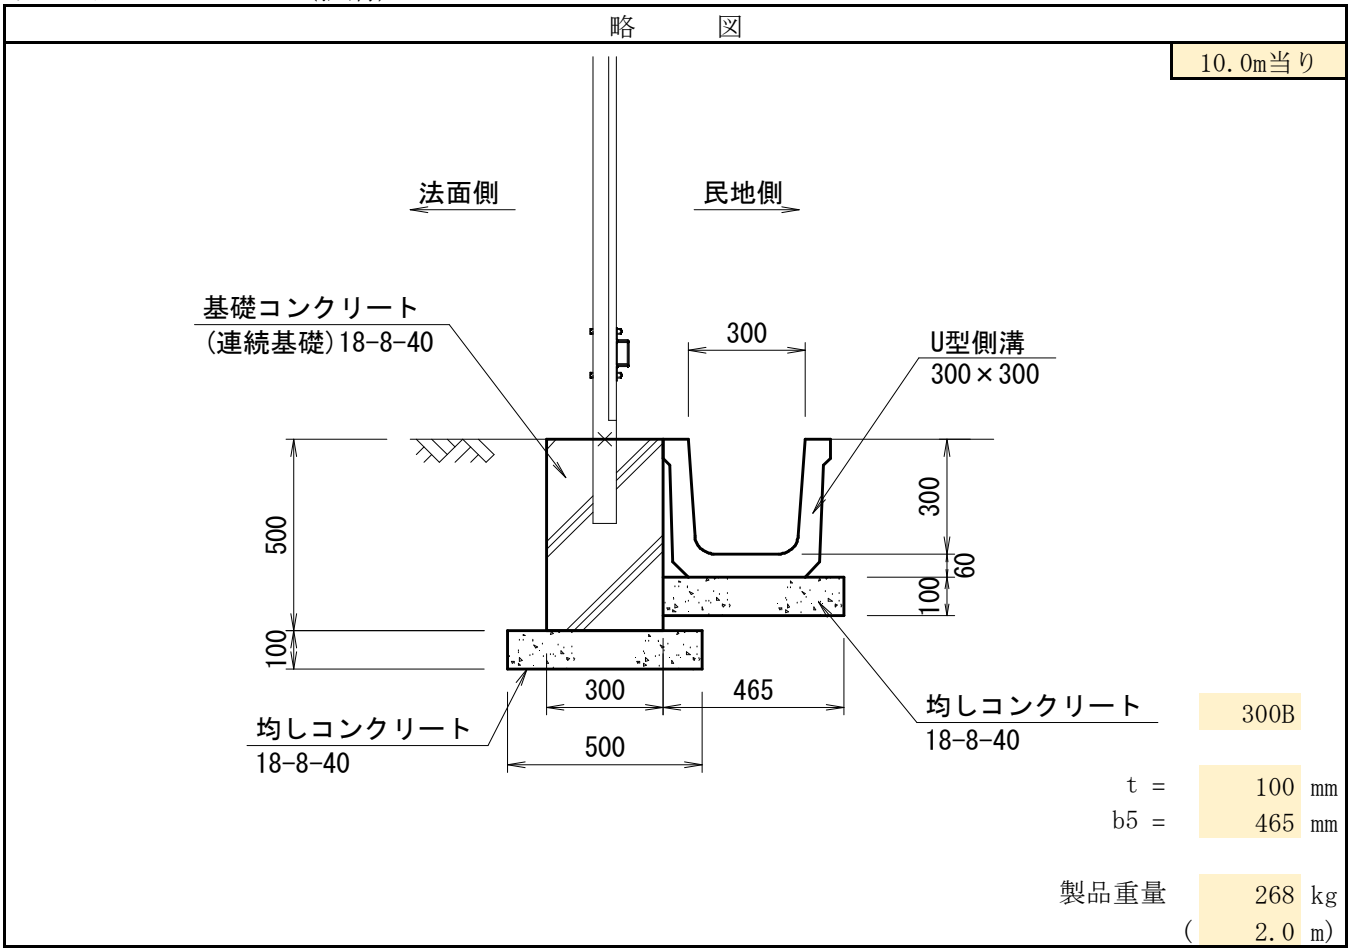 略 図
10.0m当り
法面側
民地側
基礎コンクリート
(連続基礎)18-8-40
300
U型側溝
300×300
500
300
60
100
100
300
465
500
均しコンクリート
18-8-40
均しコンクリート
18-8-40
300B
t = 100 mm
b5 = 465 mm
製品重量 268 kg
( 2.0 m)